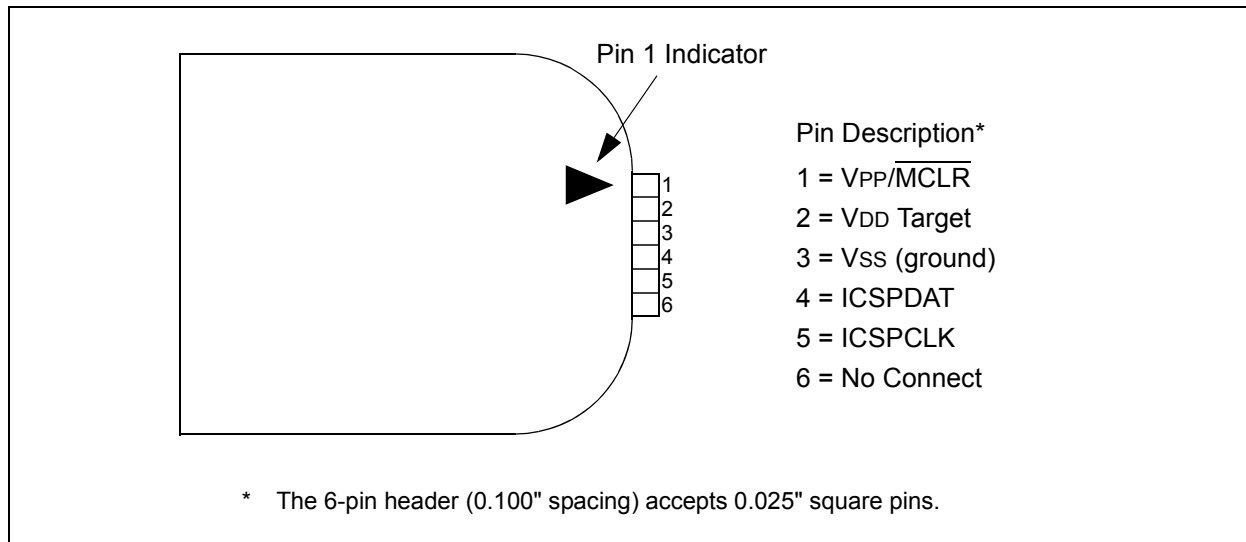 Pin 1 Indicator
1
2
3
4
5
6
Pin Description*
1 = VPP/M̅C̅L̅R̅
2 = VDD Target
3 = VSS (ground)
4 = ICSPDAT
5 = ICSPCLK
6 = No Connect
* The 6-pin header (0.100" spacing) accepts 0.025" square pins.